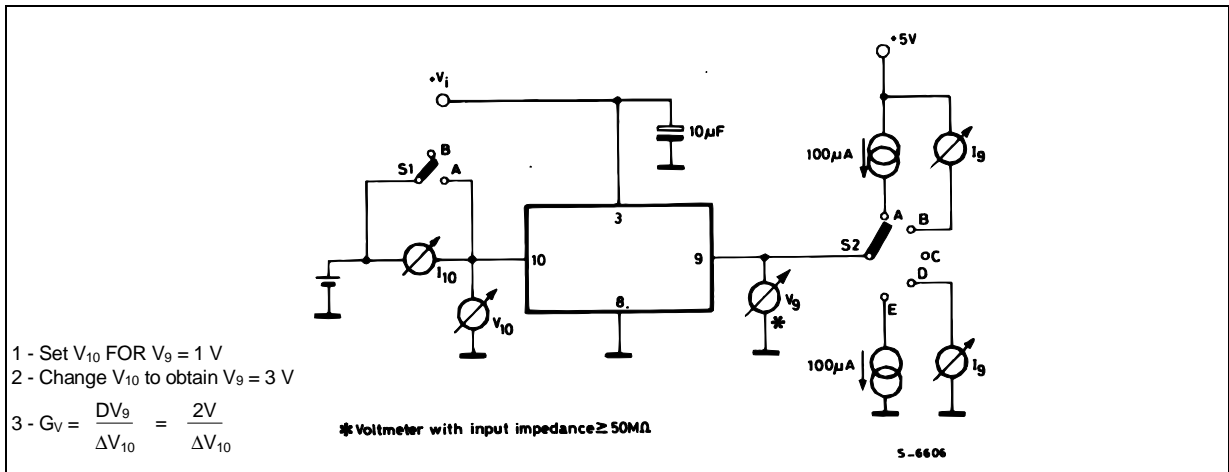 +5V
+Vi
10µF
100µA
I9
B
S1
A
A
B
3
S2
C
10
9
D
I10
V9
*
V10
8.
E
1 - Set V10 FOR V9 = 1 V
2 - Change V10 to obtain V9 = 3 V
100µA
I9
3 - GV = DV9 / ΔV10 = 2V / ΔV10
*Voltmeter with input impedance ≥ 50MΩ
S-6606